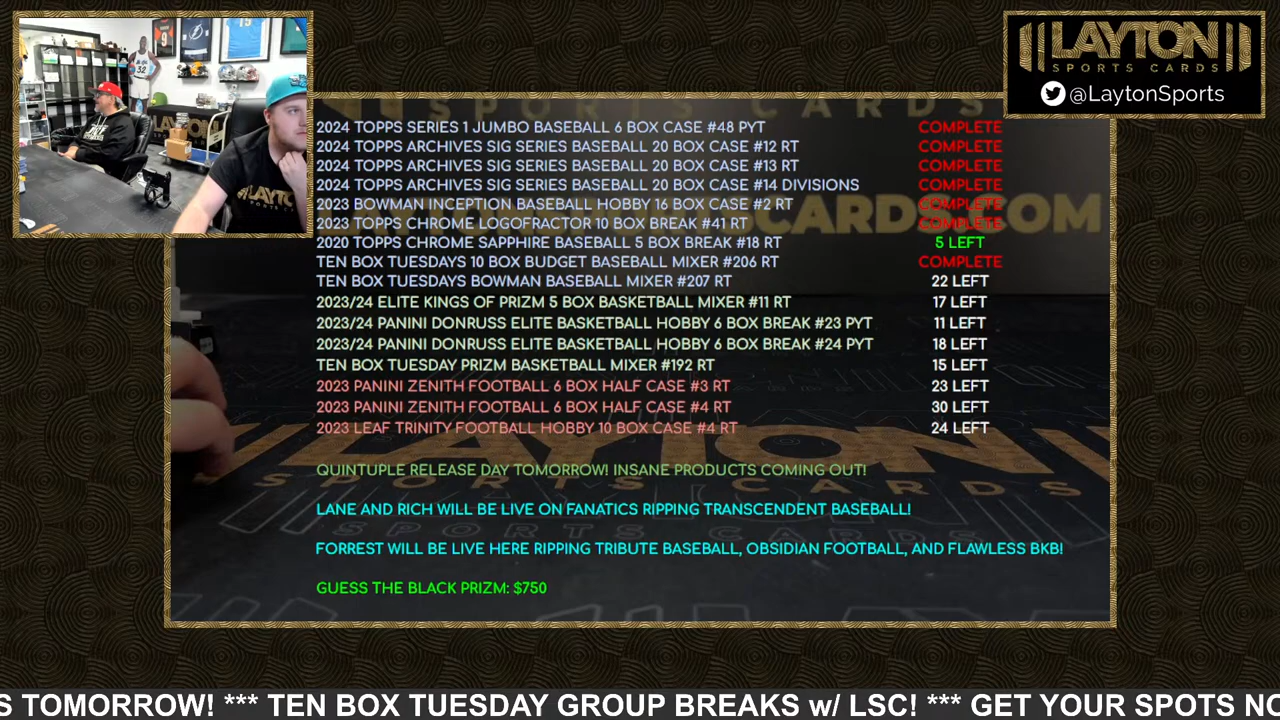 LAYTON
SPORTS CARDS
@LaytonSports
SPORTS CARDS
2024 TOPPS SERIES 1 JUMBO BASEBALL 6 BOX CASE #48 PYT COMPLETE
2024 TOPPS ARCHIVES SIG SERIES BASEBALL 20 BOX CASE #12 RT COMPLETE
2024 TOPPS ARCHIVES SIG SERIES BASEBALL 20 BOX CASE #13 RT COMPLETE
2024 TOPPS ARCHIVES SIG SERIES BASEBALL 20 BOX CASE #14 DIVISIONS COMPLETE
2023 BOWMAN INCEPTION BASEBALL HOBBY 16 BOX CASE #2 RT COMPLETE
2023 TOPPS CHROME LOGOFRACTOR 10 BOX BREAK #41 RT COMPLETE
2020 TOPPS CHROME SAPPHIRE BASEBALL 5 BOX BREAK #18 RT 5 LEFT
TEN BOX TUESDAYS 10 BOX BUDGET BASEBALL MIXER #206 RT COMPLETE
TEN BOX TUESDAYS BOWMAN BASEBALL MIXER #207 RT 22 LEFT
2023/24 ELITE KINGS OF PRIZM 5 BOX BASKETBALL MIXER #11 RT 17 LEFT
2023/24 PANINI DONRUSS ELITE BASKETBALL HOBBY 6 BOX BREAK #23 PYT 11 LEFT
2023/24 PANINI DONRUSS ELITE BASKETBALL HOBBY 6 BOX BREAK #24 PYT 18 LEFT
TEN BOX TUESDAY PRIZM BASKETBALL MIXER #192 RT 15 LEFT
2023 PANINI ZENITH FOOTBALL 6 BOX HALF CASE #3 RT 23 LEFT
2023 PANINI ZENITH FOOTBALL 6 BOX HALF CASE #4 RT 30 LEFT
2023 LEAF TRINITY FOOTBALL HOBBY 10 BOX CASE #4 RT 24 LEFT
QUINTUPLE RELEASE DAY TOMORROW! INSANE PRODUCTS COMING OUT!
LANE AND RICH WILL BE LIVE ON FANATICS RIPPING TRANSCENDENT BASEBALL!
FORREST WILL BE LIVE HERE RIPPING TRIBUTE BASEBALL, OBSIDIAN FOOTBALL, AND FLAWLESS BKB!
GUESS THE BLACK PRIZM: $750
S TOMORROW! *** TEN BOX TUESDAY GROUP BREAKS w/ LSC! *** GET YOUR SPOTS NO